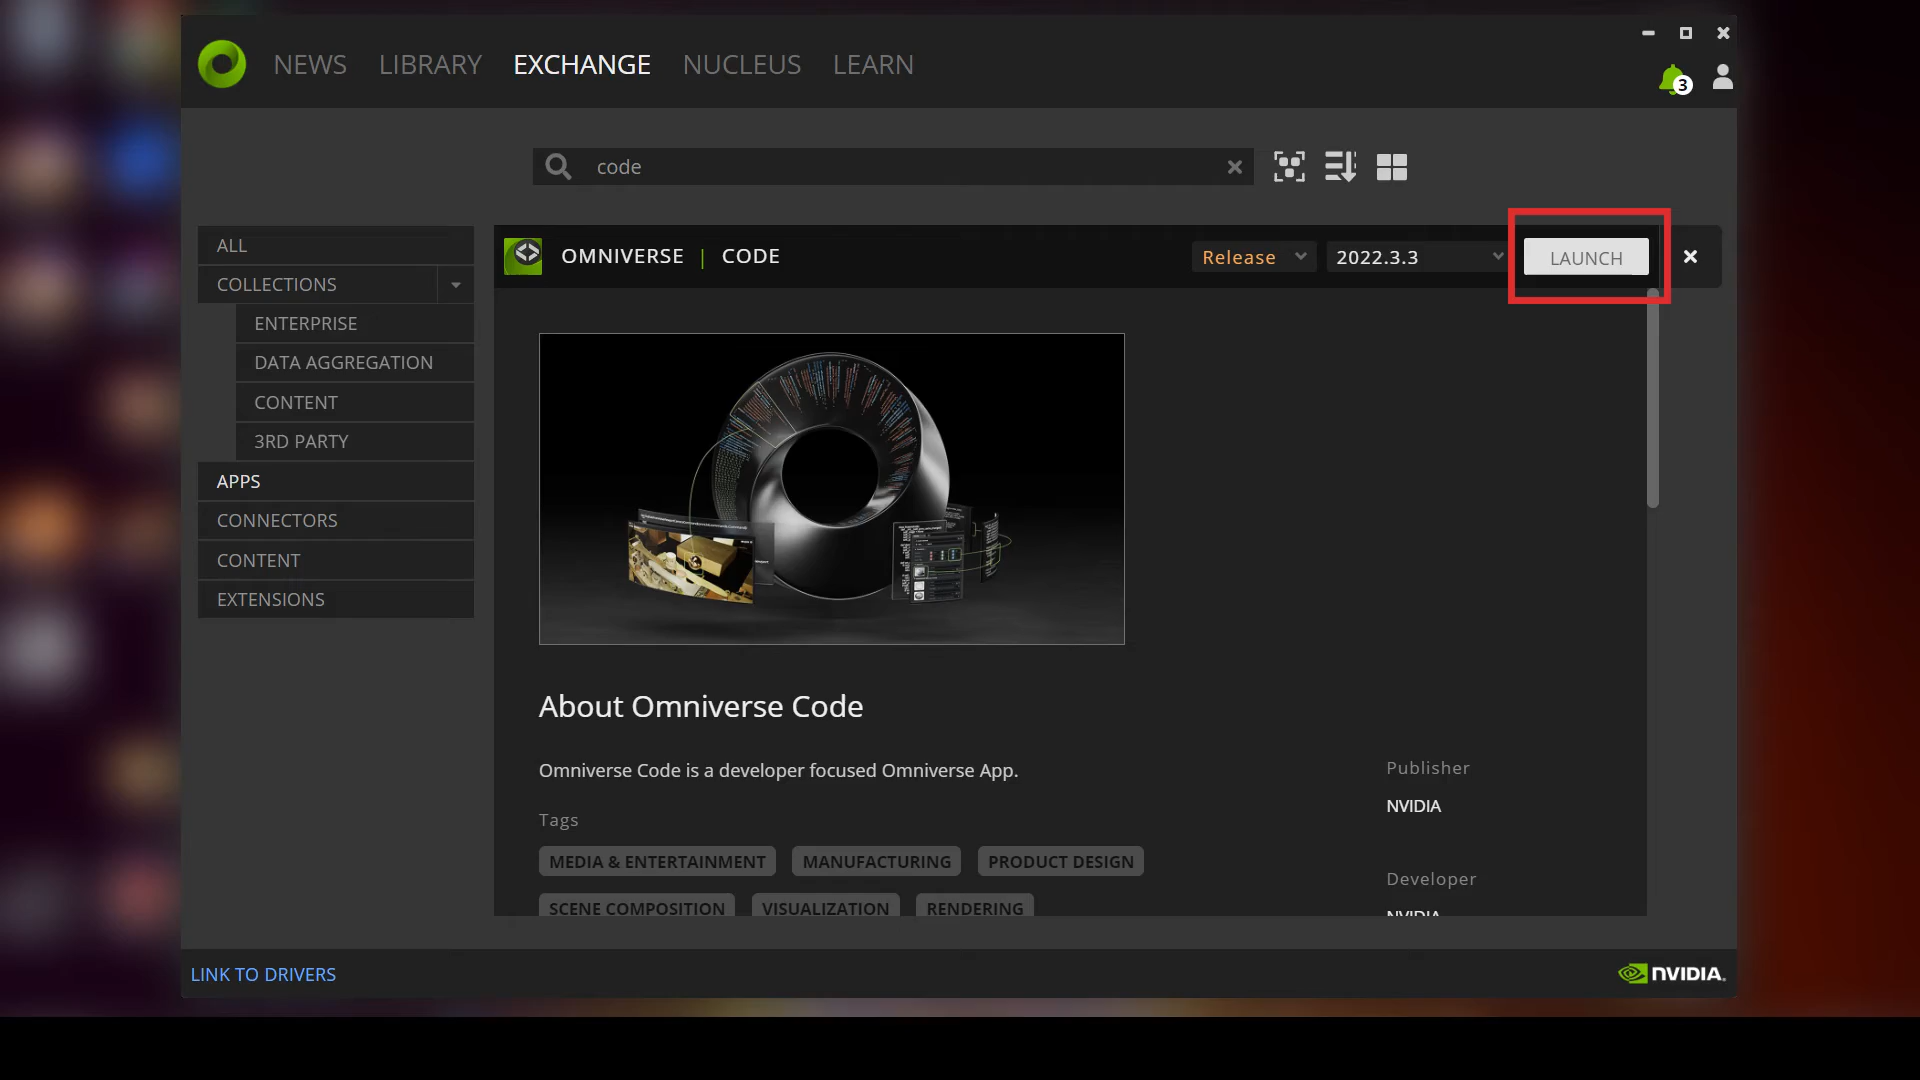 NEWS LIBRARY EXCHANGE NUCLEUS LEARN
3
code
ALL
COLLECTIONS
ENTERPRISE
DATA AGGREGATION
CONTENT
3RD PARTY
APPS
CONNECTORS
CONTENT
EXTENSIONS
OMNIVERSE | CODE Release 2022.3.3 LAUNCH
About Omniverse Code
Omniverse Code is a developer focused Omniverse App.
Tags
MEDIA & ENTERTAINMENT MANUFACTURING PRODUCT DESIGN
SCENE COMPOSITION VISUALIZATION RENDERING
Publisher
NVIDIA
Developer
NVIDIA
LINK TO DRIVERS
NVIDIA.